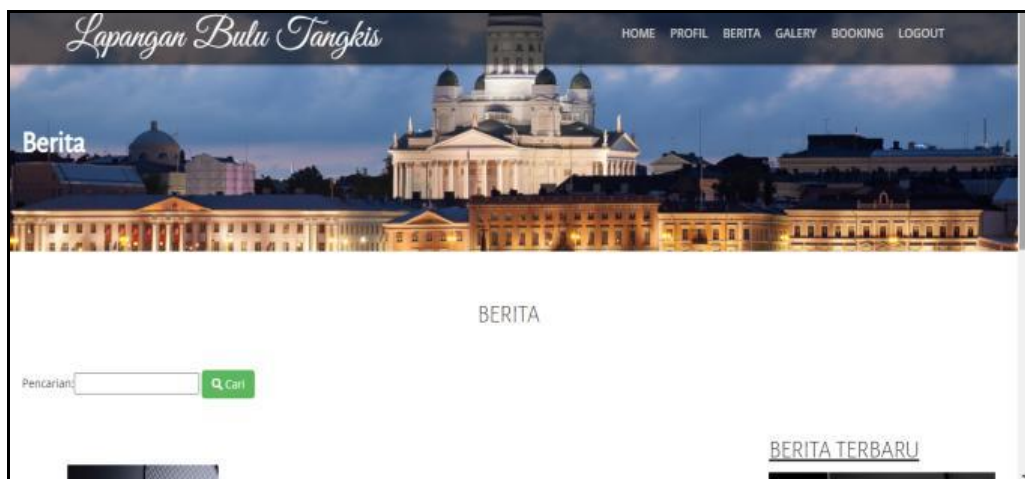 Lapangan Bulu Tangkis
HOME PROFIL BERITA GALERY BOOKING LOGOUT
Berita
BERITA
Pencarian: Cari
BERITA TERBARU